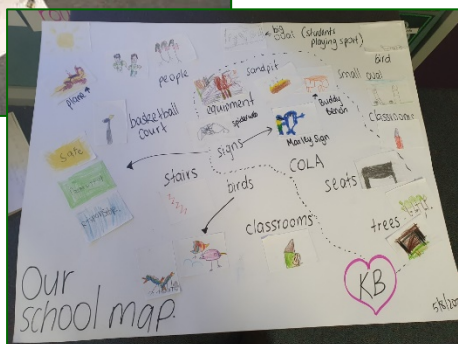 big
oval (students
playing sport)
people
sandpit
small oval
Bird
plane
basketball
court
equipment
spiderweb
Buddy
Bench
classroom
signs
Manley Sign
safe
stairs
COLA
seats
birds
classrooms
trees
Our
school map.
KB